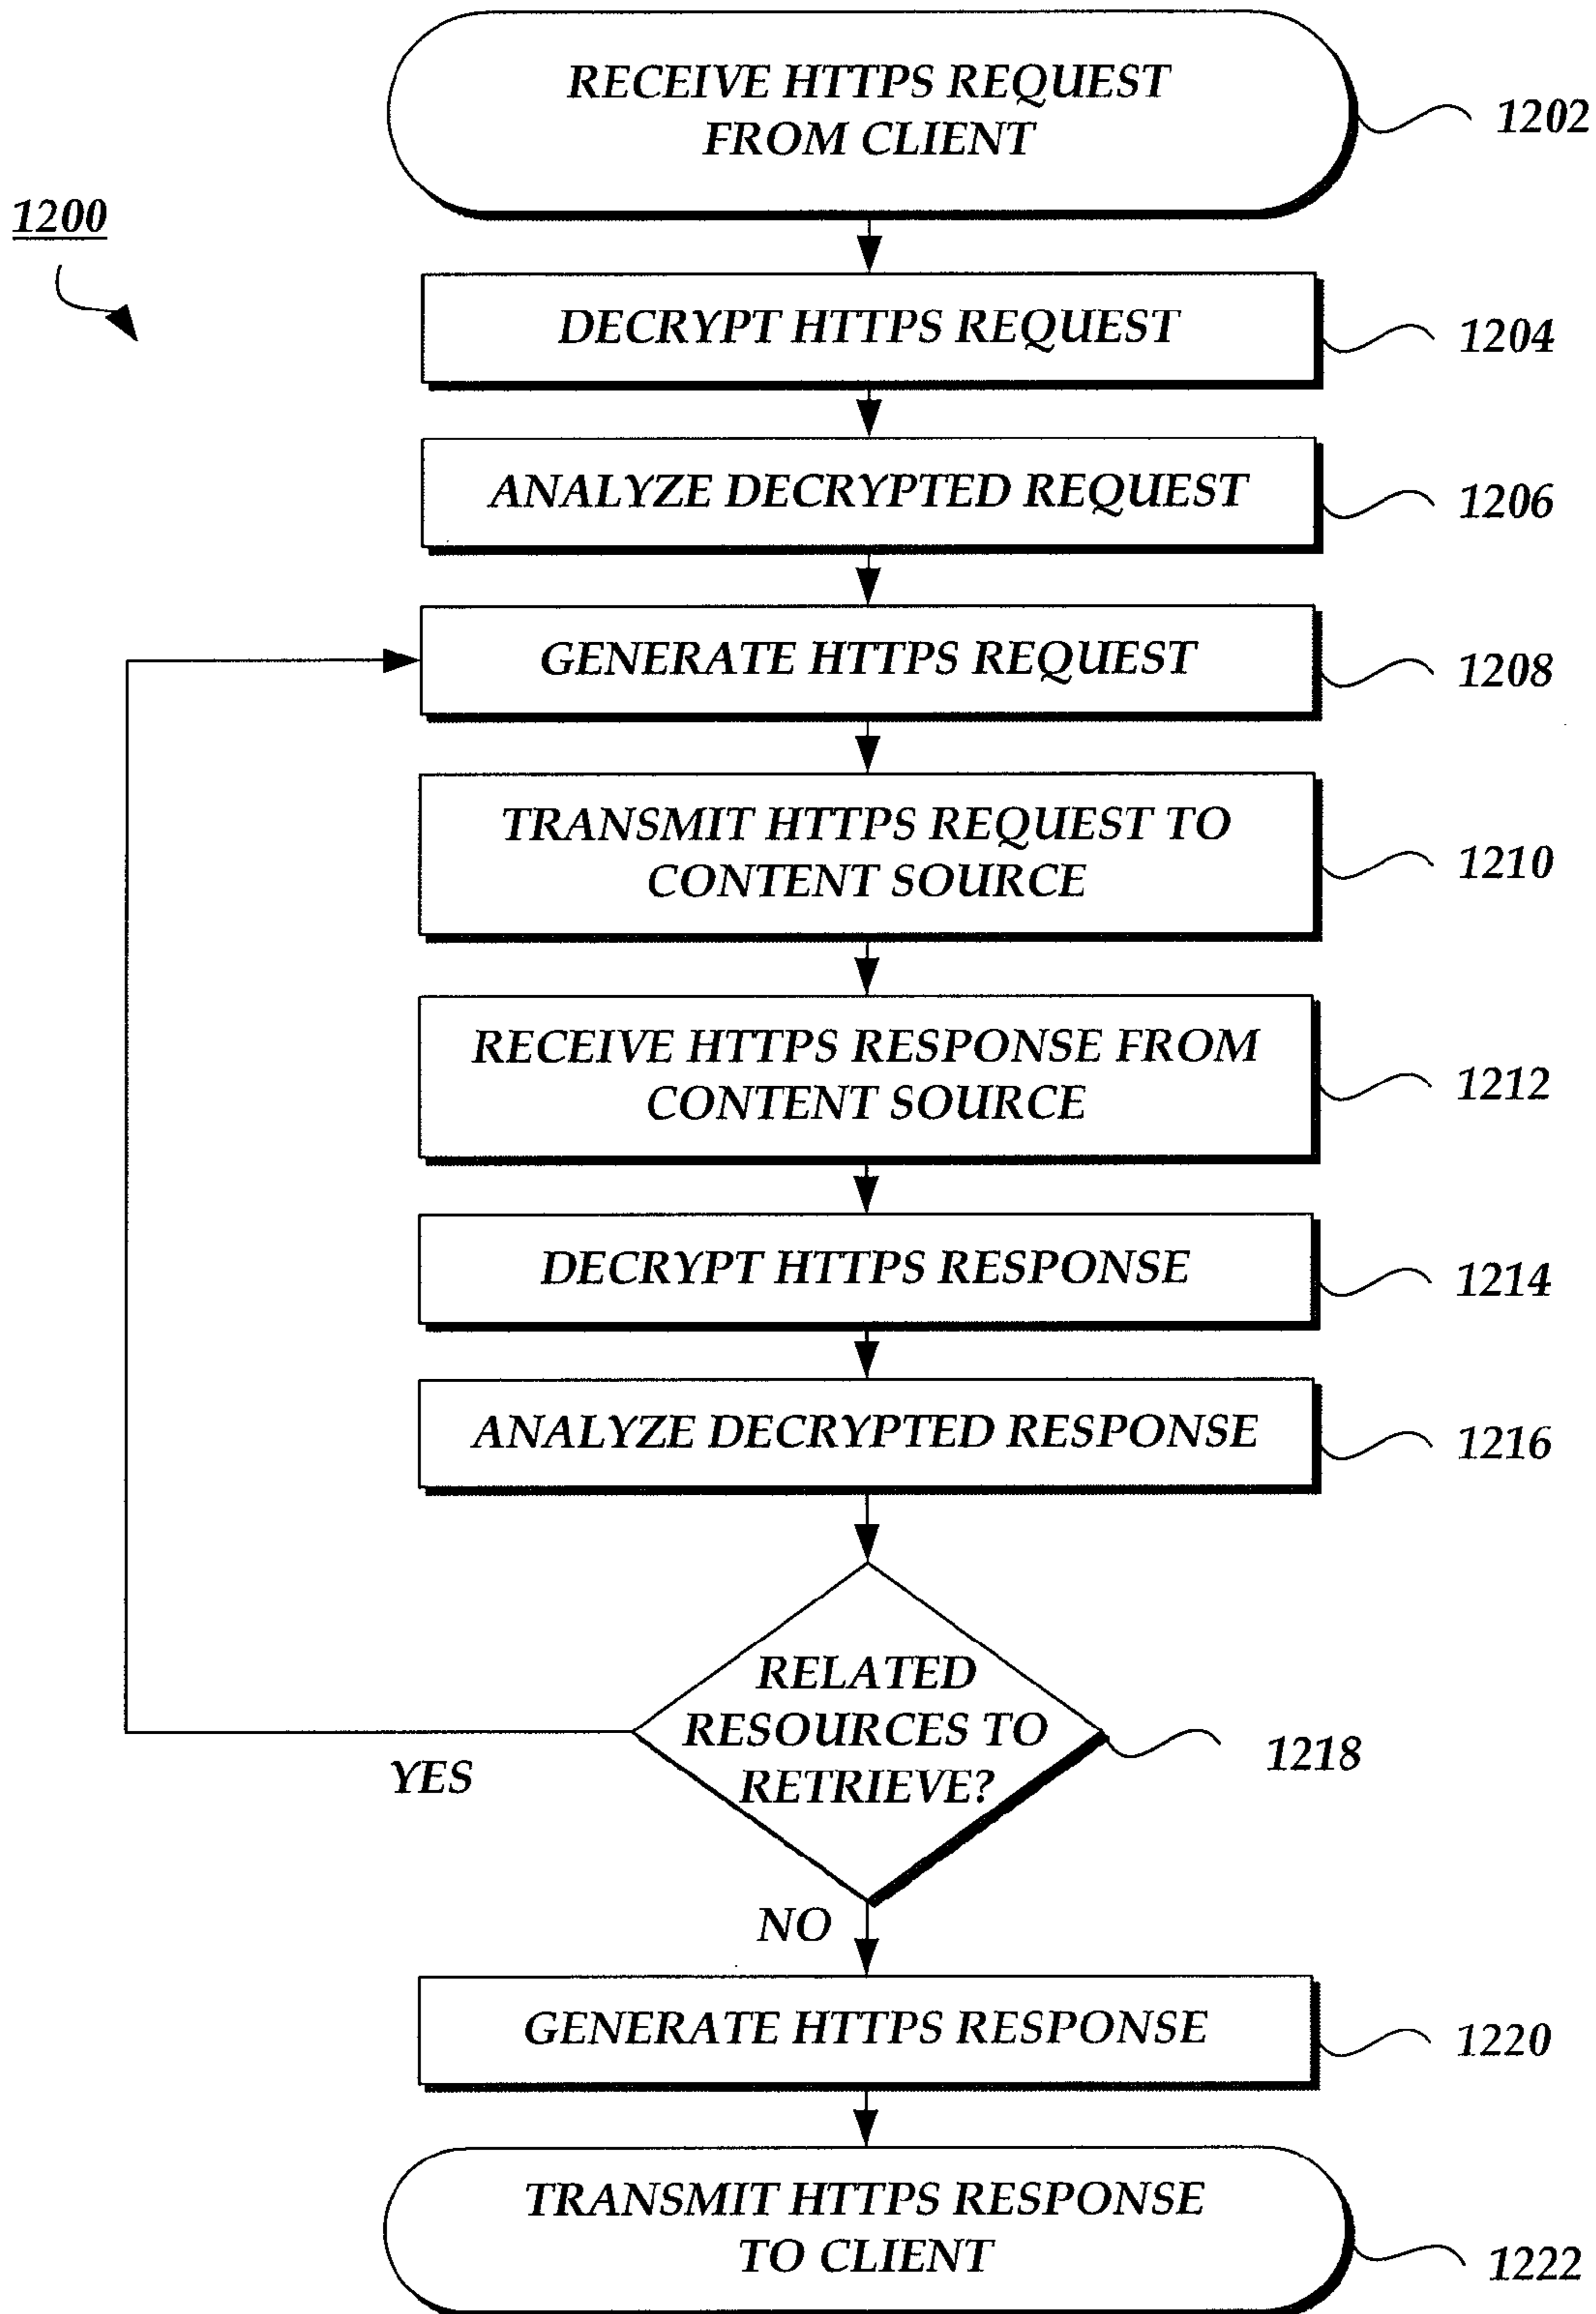 RECEIVE HTTPS REQUEST
FROM CLIENT
1202
1200
DECRYPT HTTPS REQUEST
1204
ANALYZE DECRYPTED REQUEST
1206
GENERATE HTTPS REQUEST
1208
TRANSMIT HTTPS REQUEST TO
CONTENT SOURCE
1210
RECEIVE HTTPS RESPONSE FROM
CONTENT SOURCE
1212
DECRYPT HTTPS RESPONSE
1214
ANALYZE DECRYPTED RESPONSE
1216
RELATED
RESOURCES TO
RETRIEVE?
1218
YES
NO
GENERATE HTTPS RESPONSE
1220
TRANSMIT HTTPS RESPONSE
TO CLIENT
1222